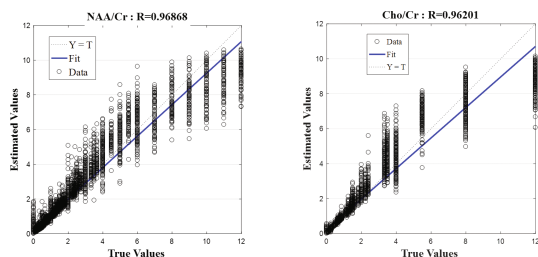 NAA/Cr : R=0.96868
Estimated Values
12
10
8
6
4
2
0
Y = T
Fit
Data
0 2 4 6 8 10 12
True Values
Cho/Cr : R=0.96201
Estimated Values
12
10
8
6
4
2
0
Data
Fit
Y = T
0 2 4 6 8 10 12
True Values